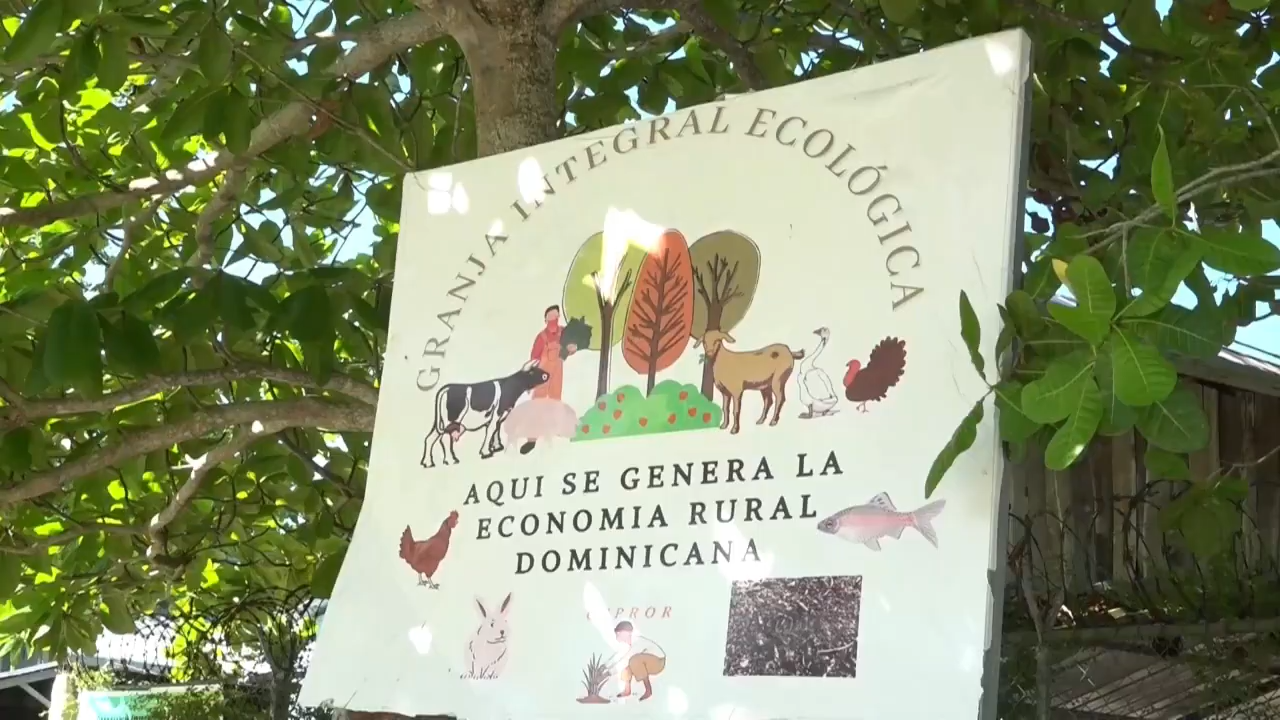 GRANJA INTEGRAL ECOLÓGICA
AQUI SE GENERA LA
ECONOMIA RURAL
DOMINICANA